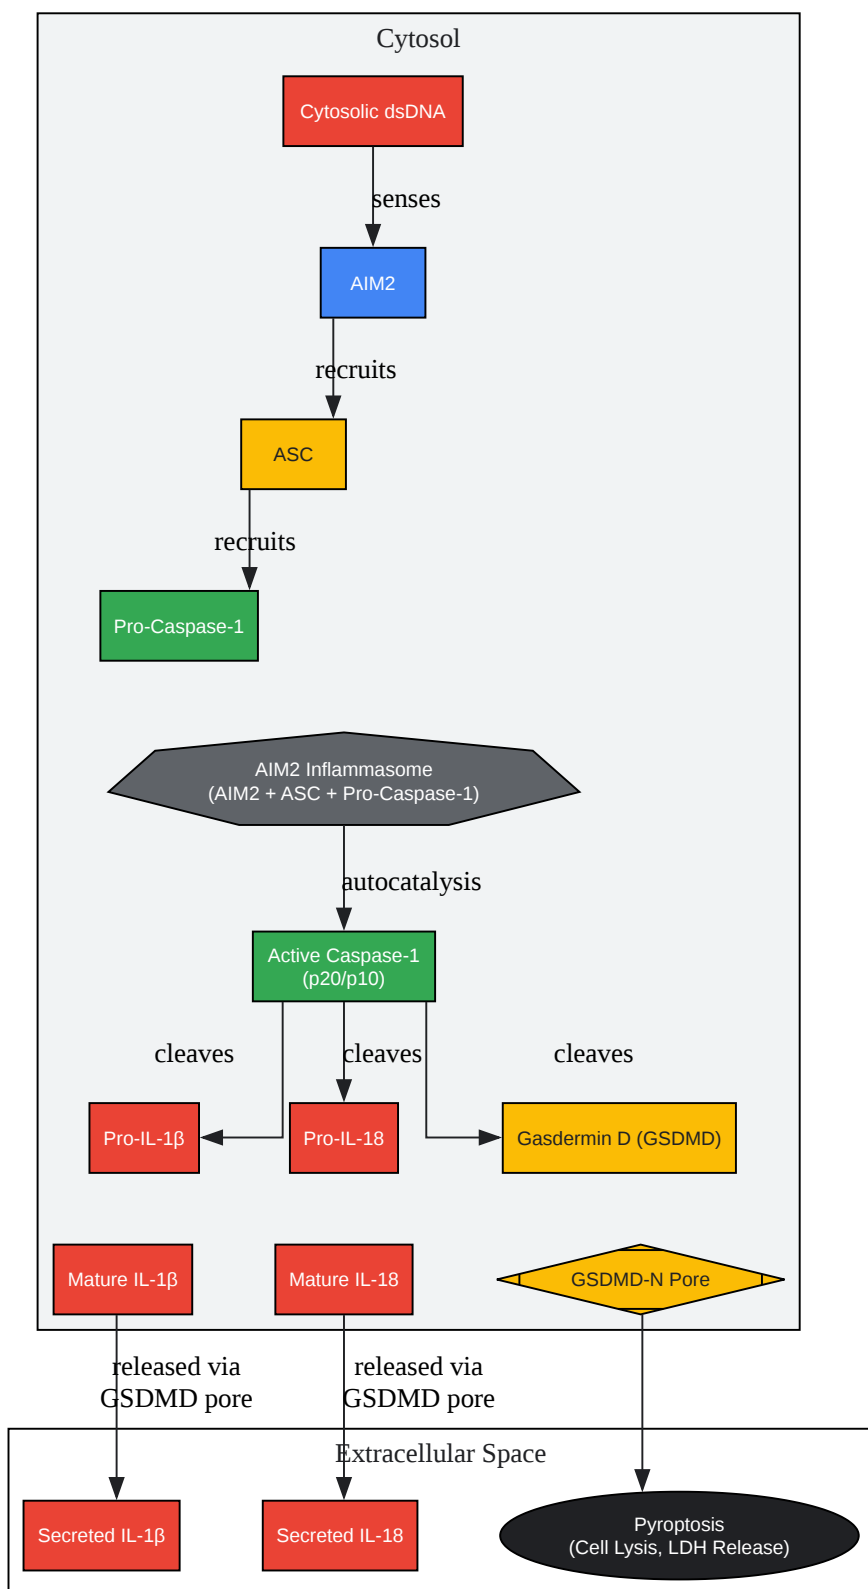 Cytosol
Cytosolic dsDNA
senses
AIM2
recruits
ASC
recruits
Pro-Caspase-1
AIM2 Inflammasome
(AIM2 + ASC + Pro-Caspase-1)
autocatalysis
Active Caspase-1
(p20/p10)
cleaves
cleaves
cleaves
Pro-IL-1β
Pro-IL-18
Gasdermin D (GSDMD)
Mature IL-1β
Mature IL-18
GSDMD-N Pore
released via
GSDMD pore
released via
GSDMD pore
Extracellular Space
Secreted IL-1β
Secreted IL-18
Pyroptosis
(Cell Lysis, LDH Release)